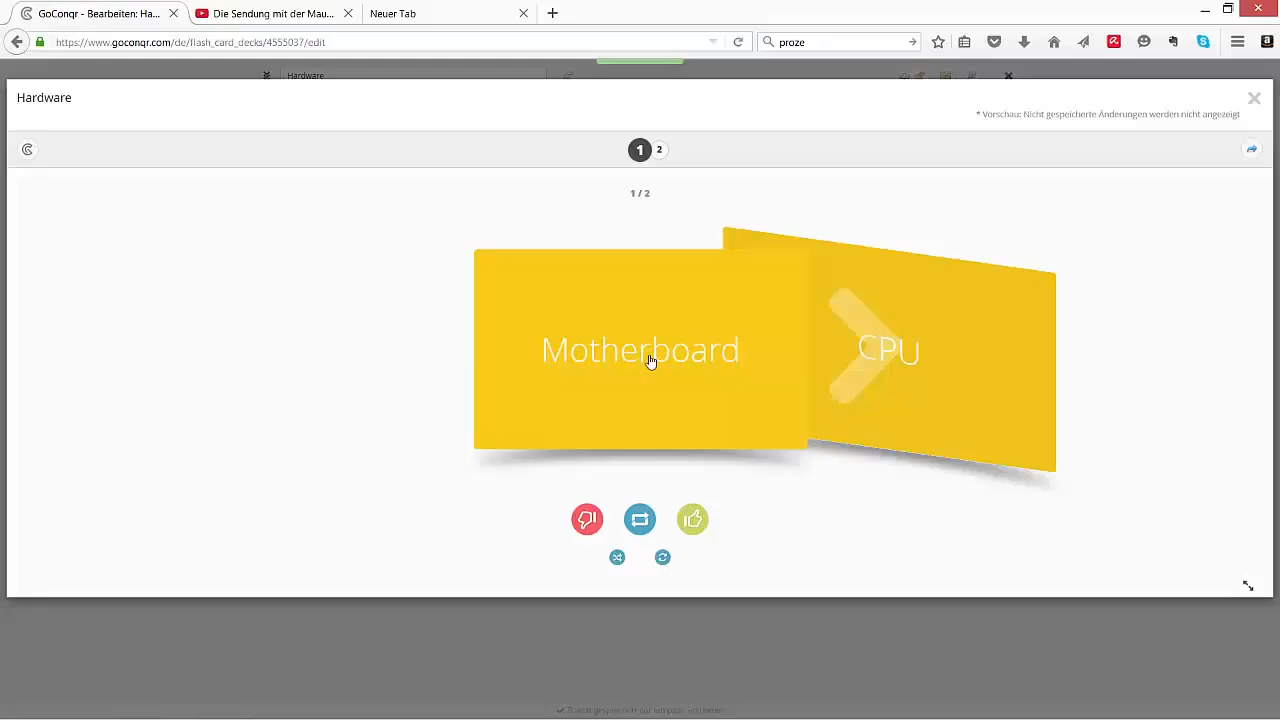 GoConqr - Bearbeiten: Ha...
Die Sendung mit der Mau...
Neuer Tab
https://www.goconqr.com/de/flash_card_decks/4555037/edit
proze
Hardware
Hardware
* Vorschau: Nicht gespeicherte Änderungen werden nicht angezeigt
1 2
1 / 2
Motherboard
CPU